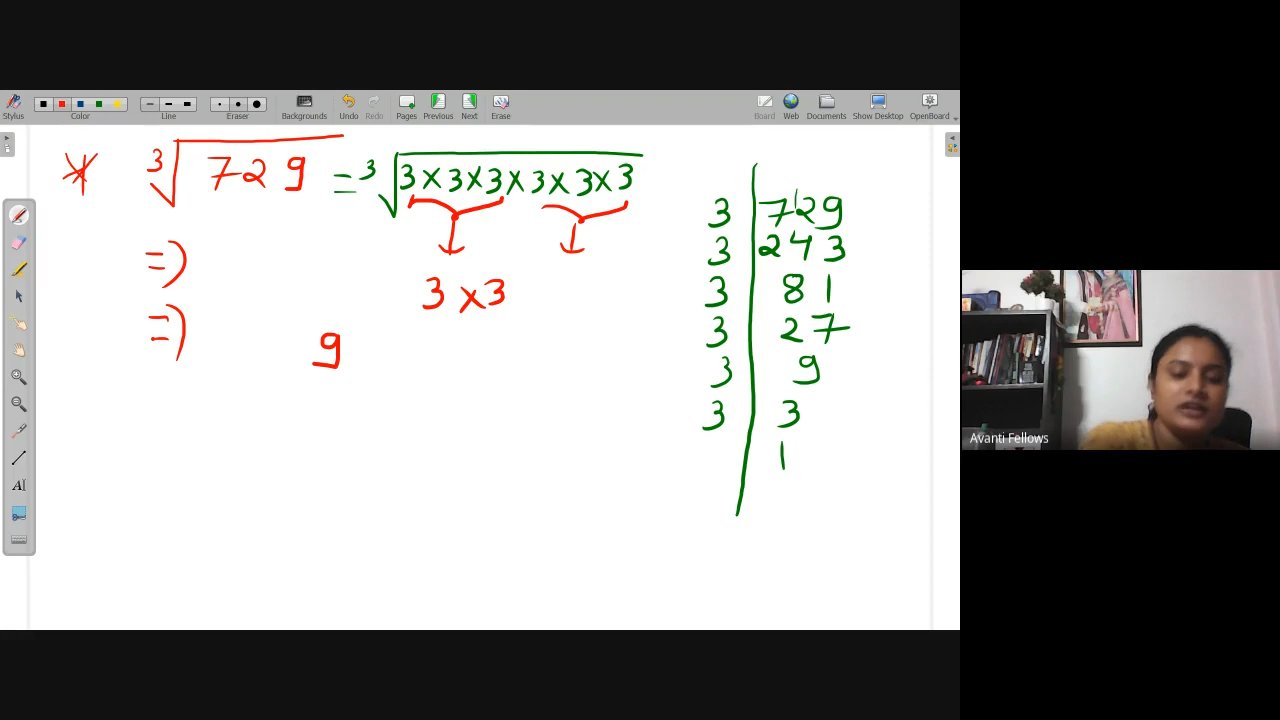 Stylus Color Line Eraser Backgrounds Undo Redo Pages Previous Next Erase Board Web Documents Show Desktop OpenBoard
* ∛729 = ∛3×3×3×3×3×3
=>
3 × 3
=> 9
3 | 729
3 | 243
3 | 81
3 | 27
3 | 9
3 | 3
| 1
Avanti Fellows